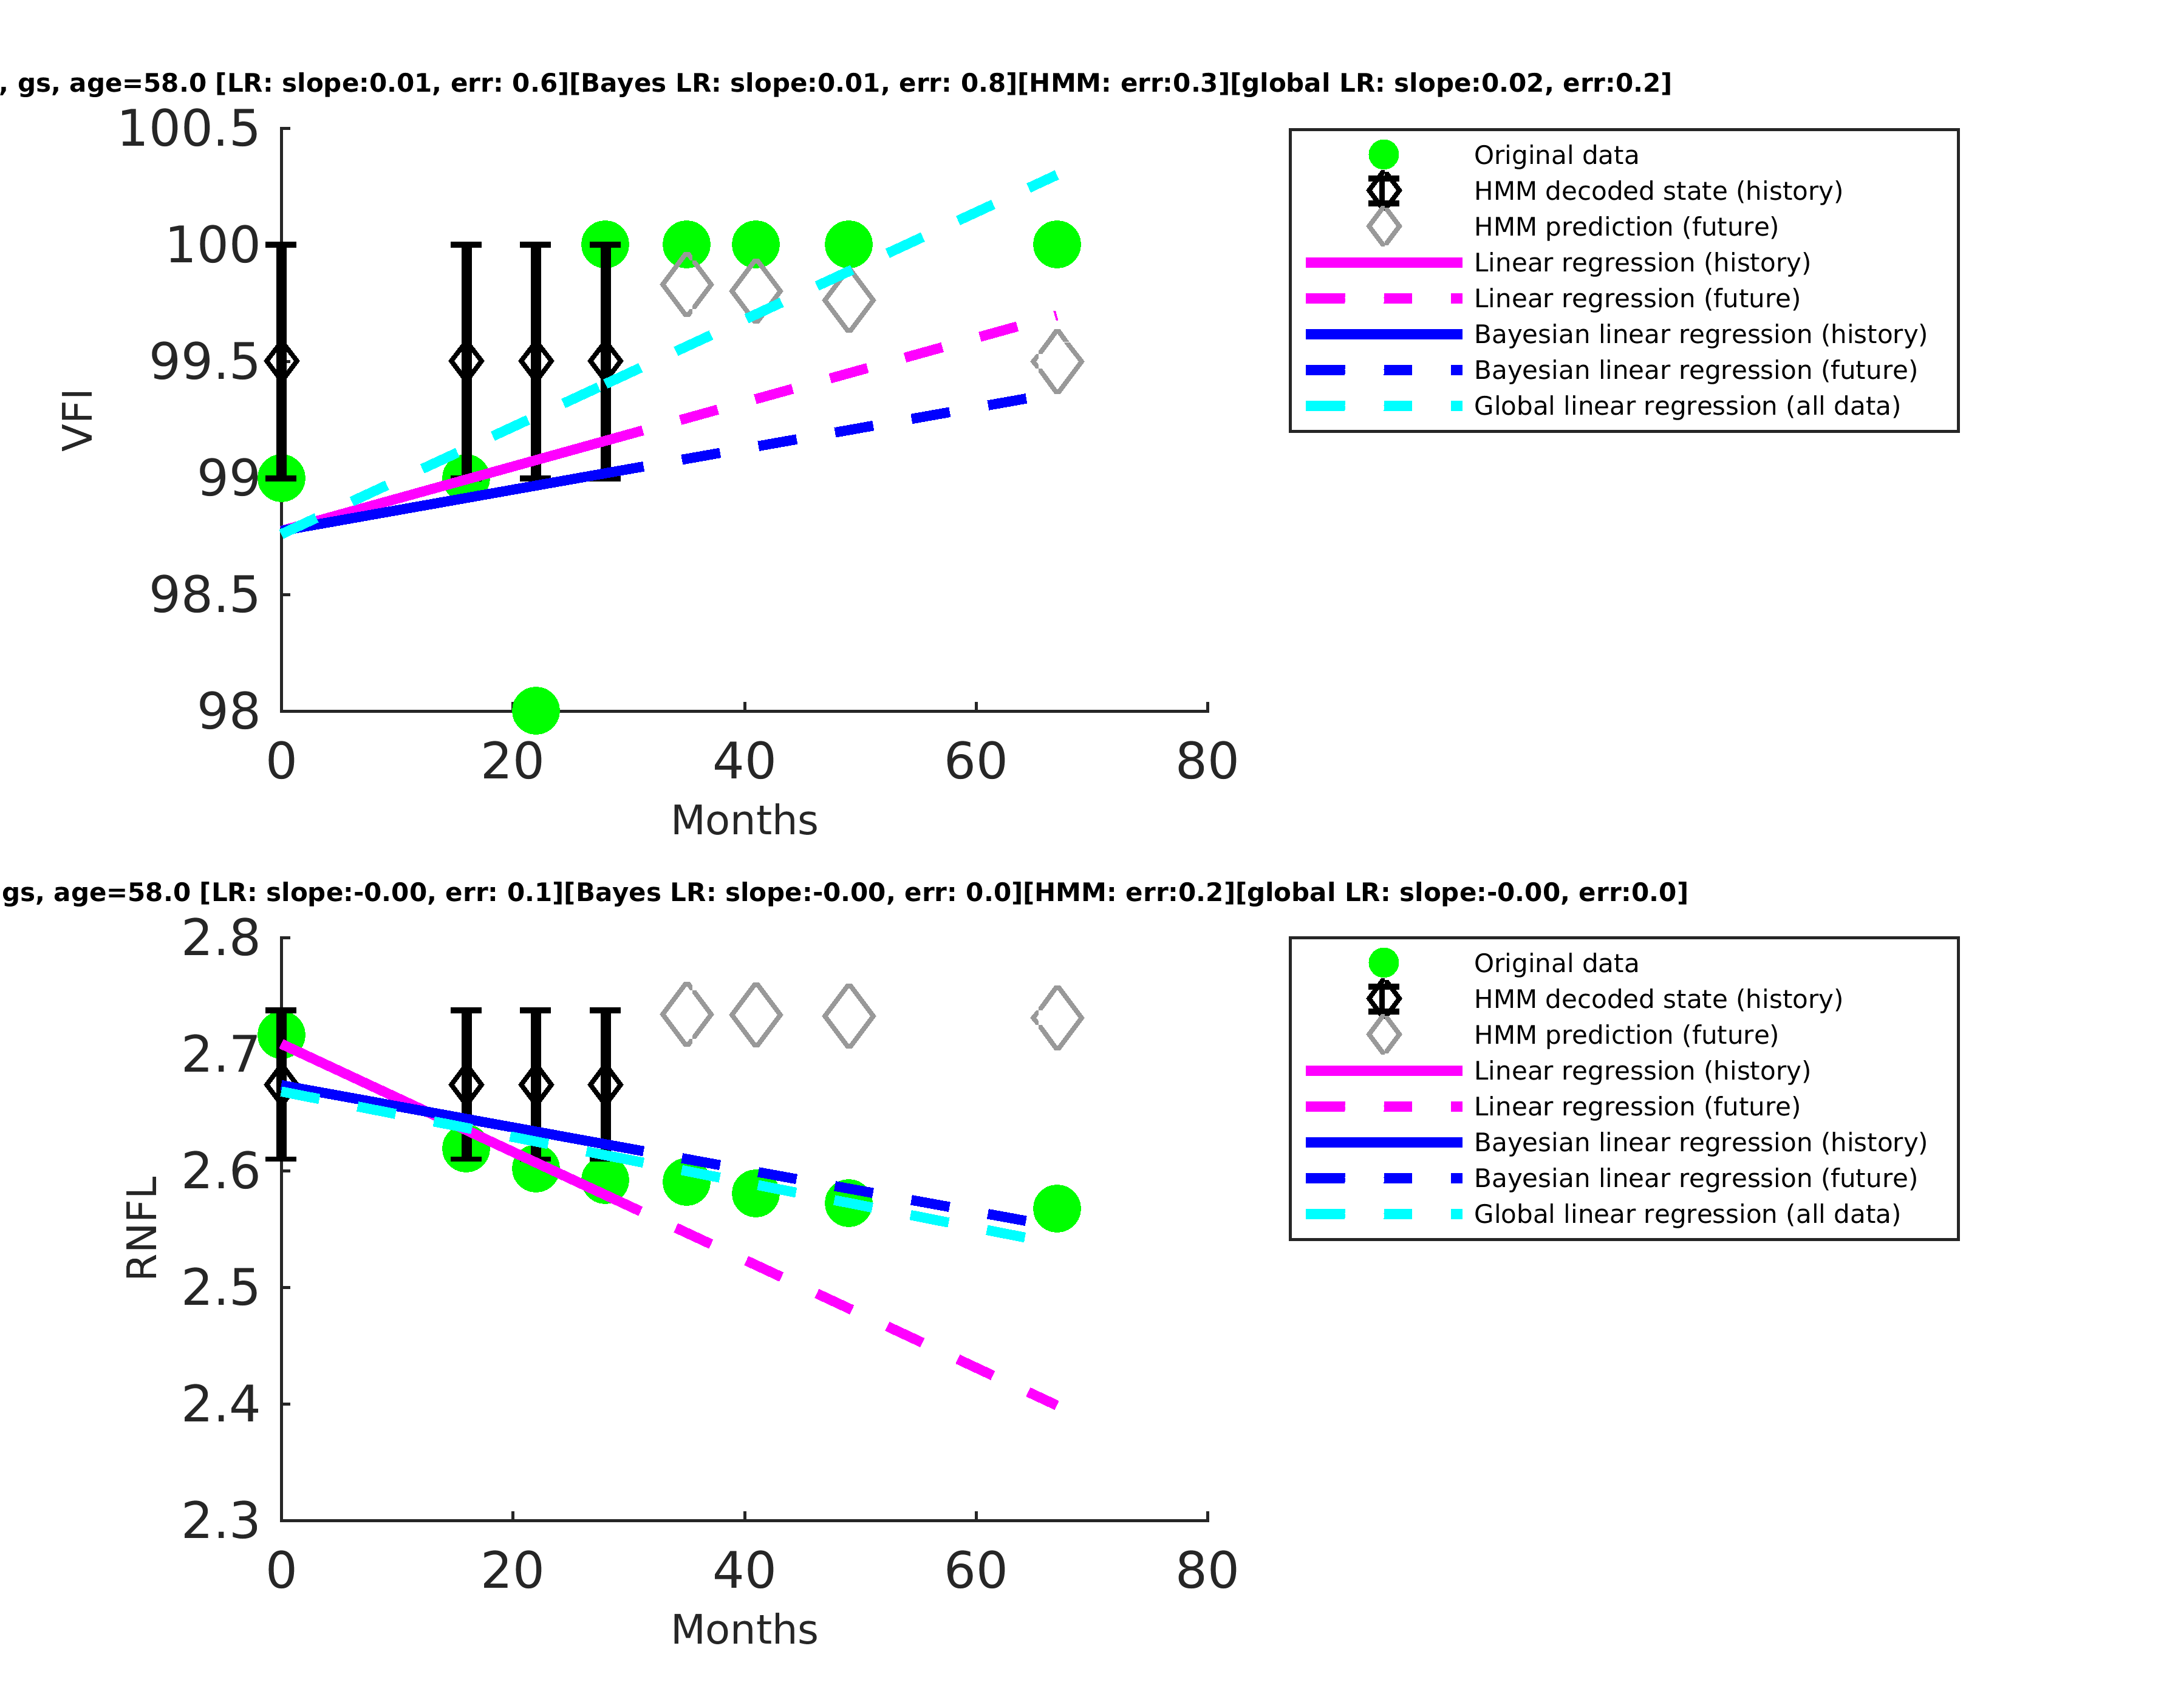 , gs, age=58.0 [LR: slope:0.01, err: 0.6][Bayes LR: slope:0.01, err: 0.8][HMM: err:0.3][global LR: slope:0.02, err:0.2]
100.5
100
99.5
99
98.5
98
VFI
0 20 40 60 80
Months
Original data
HMM decoded state (history)
HMM prediction (future)
Linear regression (history)
Linear regression (future)
Bayesian linear regression (history)
Bayesian linear regression (future)
Global linear regression (all data)
gs, age=58.0 [LR: slope:-0.00, err: 0.1][Bayes LR: slope:-0.00, err: 0.0][HMM: err:0.2][global LR: slope:-0.00, err:0.0]
2.8
2.7
2.6
2.5
2.4
2.3
RNFL
0 20 40 60 80
Months
Original data
HMM decoded state (history)
HMM prediction (future)
Linear regression (history)
Linear regression (future)
Bayesian linear regression (history)
Bayesian linear regression (future)
Global linear regression (all data)